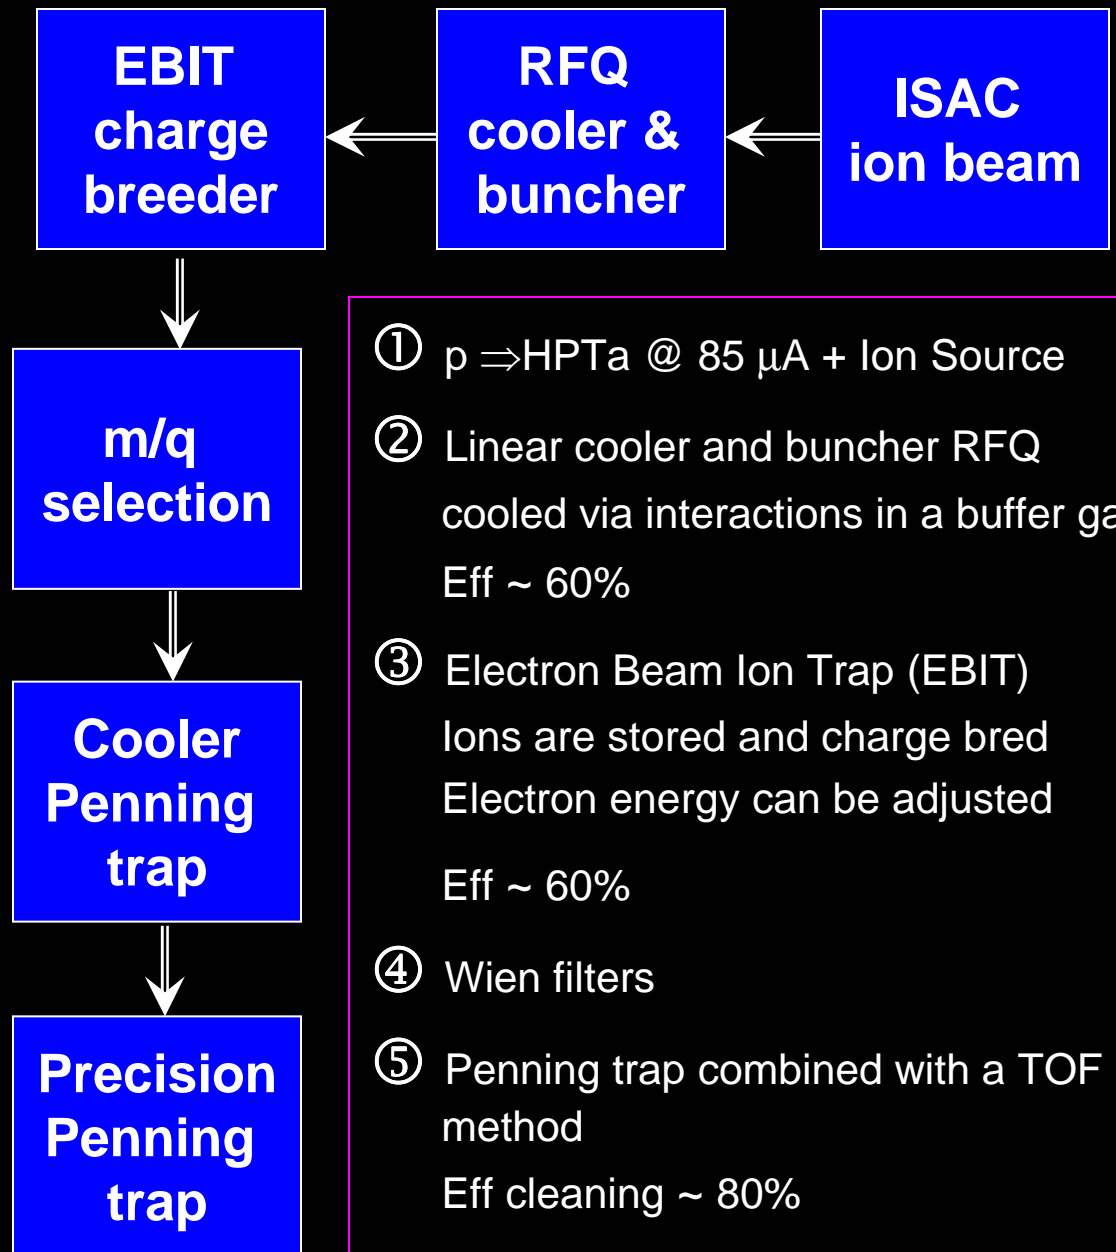 EBIT
charge
breeder
RFQ
cooler &
buncher
ISAC
ion beam
m/q
selection
Cooler
Penning
trap
Precision
Penning
trap
① p ⇒HPTa @ 85 μA + Ion Source
② Linear cooler and buncher RFQ
cooled via interactions in a buffer ga
Eff ~ 60%
③ Electron Beam Ion Trap (EBIT)
Ions are stored and charge bred
Electron energy can be adjusted
Eff ~ 60%
④ Wien filters
⑤ Penning trap combined with a TOF
method
Eff cleaning ~ 80%